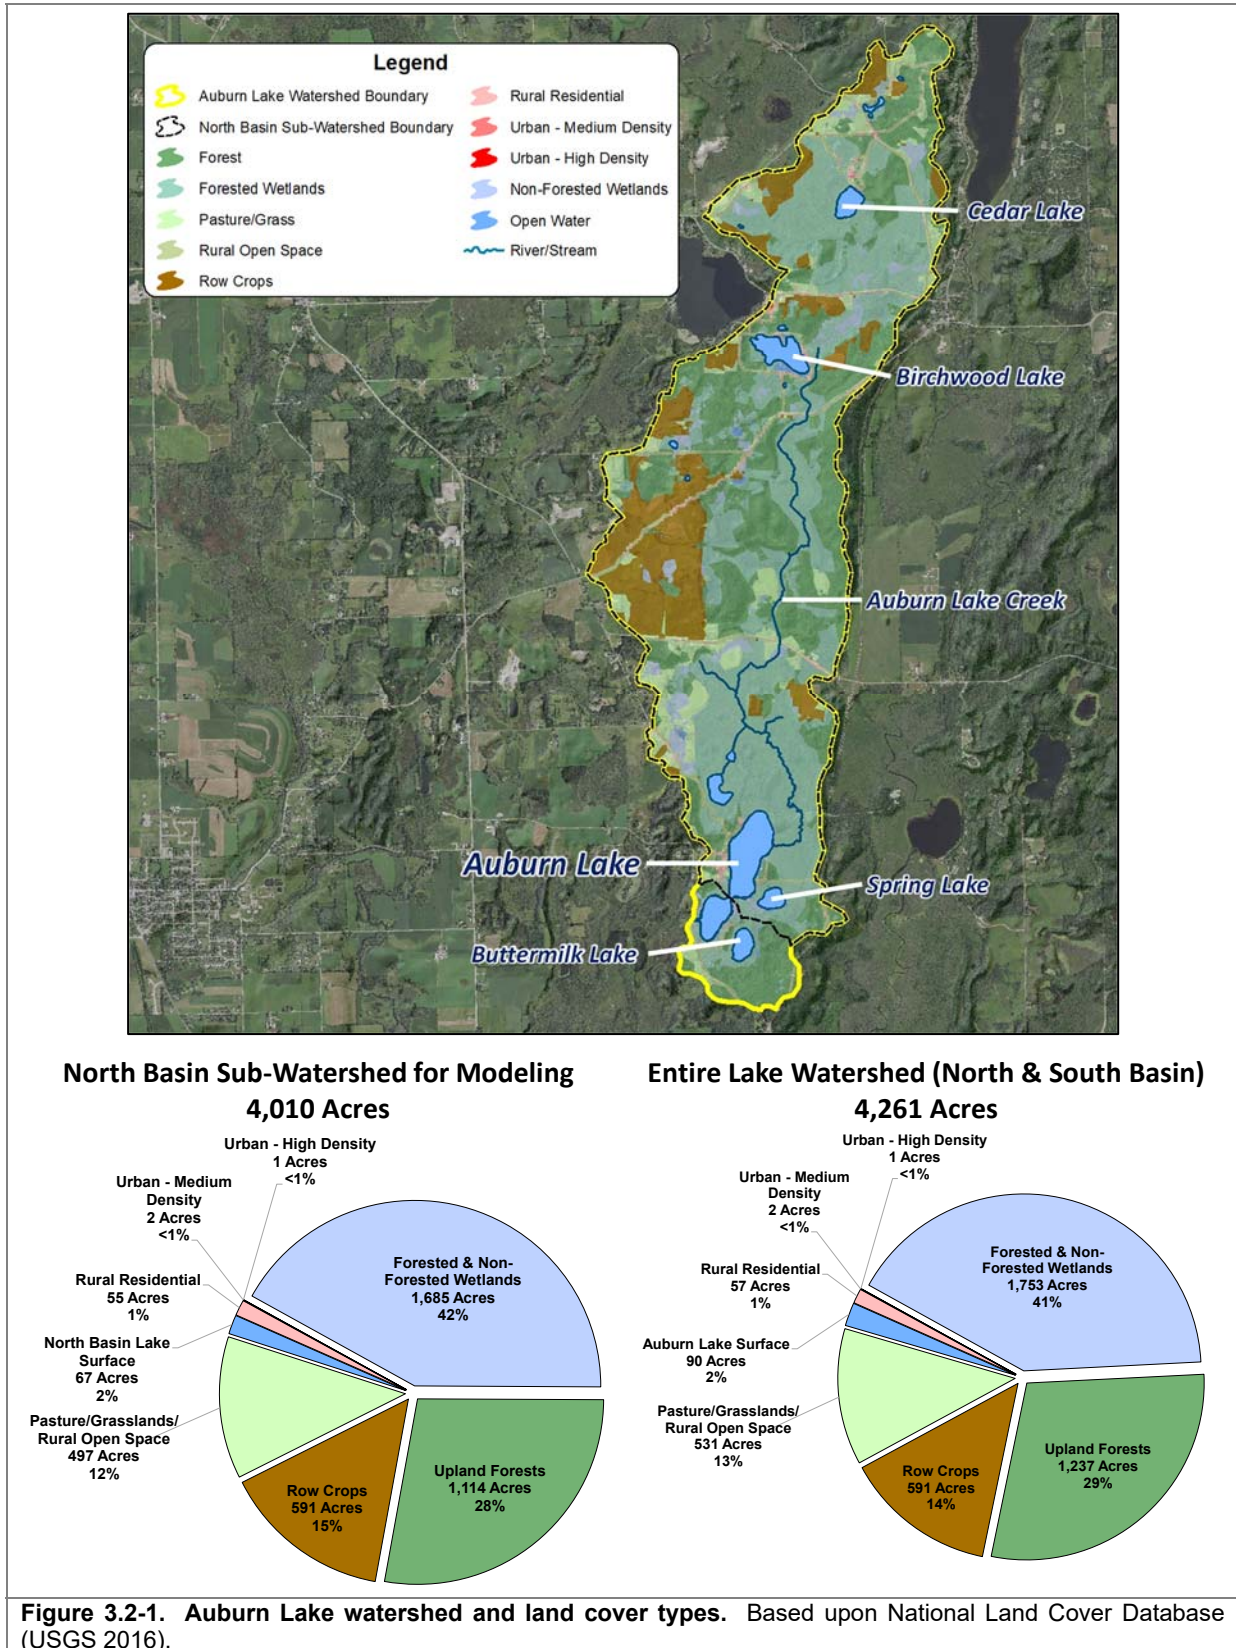 Legend
Auburn Lake Watershed Boundary
North Basin Sub-Watershed Boundary
Forest
Forested Wetlands
Pasture/Grass
Rural Open Space
Row Crops
Rural Residential
Urban - Medium Density
Urban - High Density
Non-Forested Wetlands
Open Water
River/Stream
Cedar Lake
Birchwood Lake
Auburn Lake Creek
Auburn Lake
Spring Lake
Buttermilk Lake
North Basin Sub-Watershed for Modeling
4,010 Acres
Urban - High Density
1 Acres
<1%
Urban - Medium
Density
2 Acres
<1%
Rural Residential
55 Acres
1%
North Basin Lake
Surface
67 Acres
2%
Pasture/Grasslands/
Rural Open Space
497 Acres
12%
Row Crops
591 Acres
15%
Upland Forests
1,114 Acres
28%
Forested & Non-
Forested Wetlands
1,685 Acres
42%
Entire Lake Watershed (North & South Basin)
4,261 Acres
Urban - High Density
1 Acres
<1%
Urban - Medium
Density
2 Acres
<1%
Rural Residential
57 Acres
1%
Auburn Lake Surface
90 Acres
2%
Pasture/Grasslands/
Rural Open Space
531 Acres
13%
Row Crops
591 Acres
14%
Upland Forests
1,237 Acres
29%
Forested & Non-
Forested Wetlands
1,753 Acres
41%
Figure 3.2-1. Auburn Lake watershed and land cover types. Based upon National Land Cover Database
(USGS 2016).